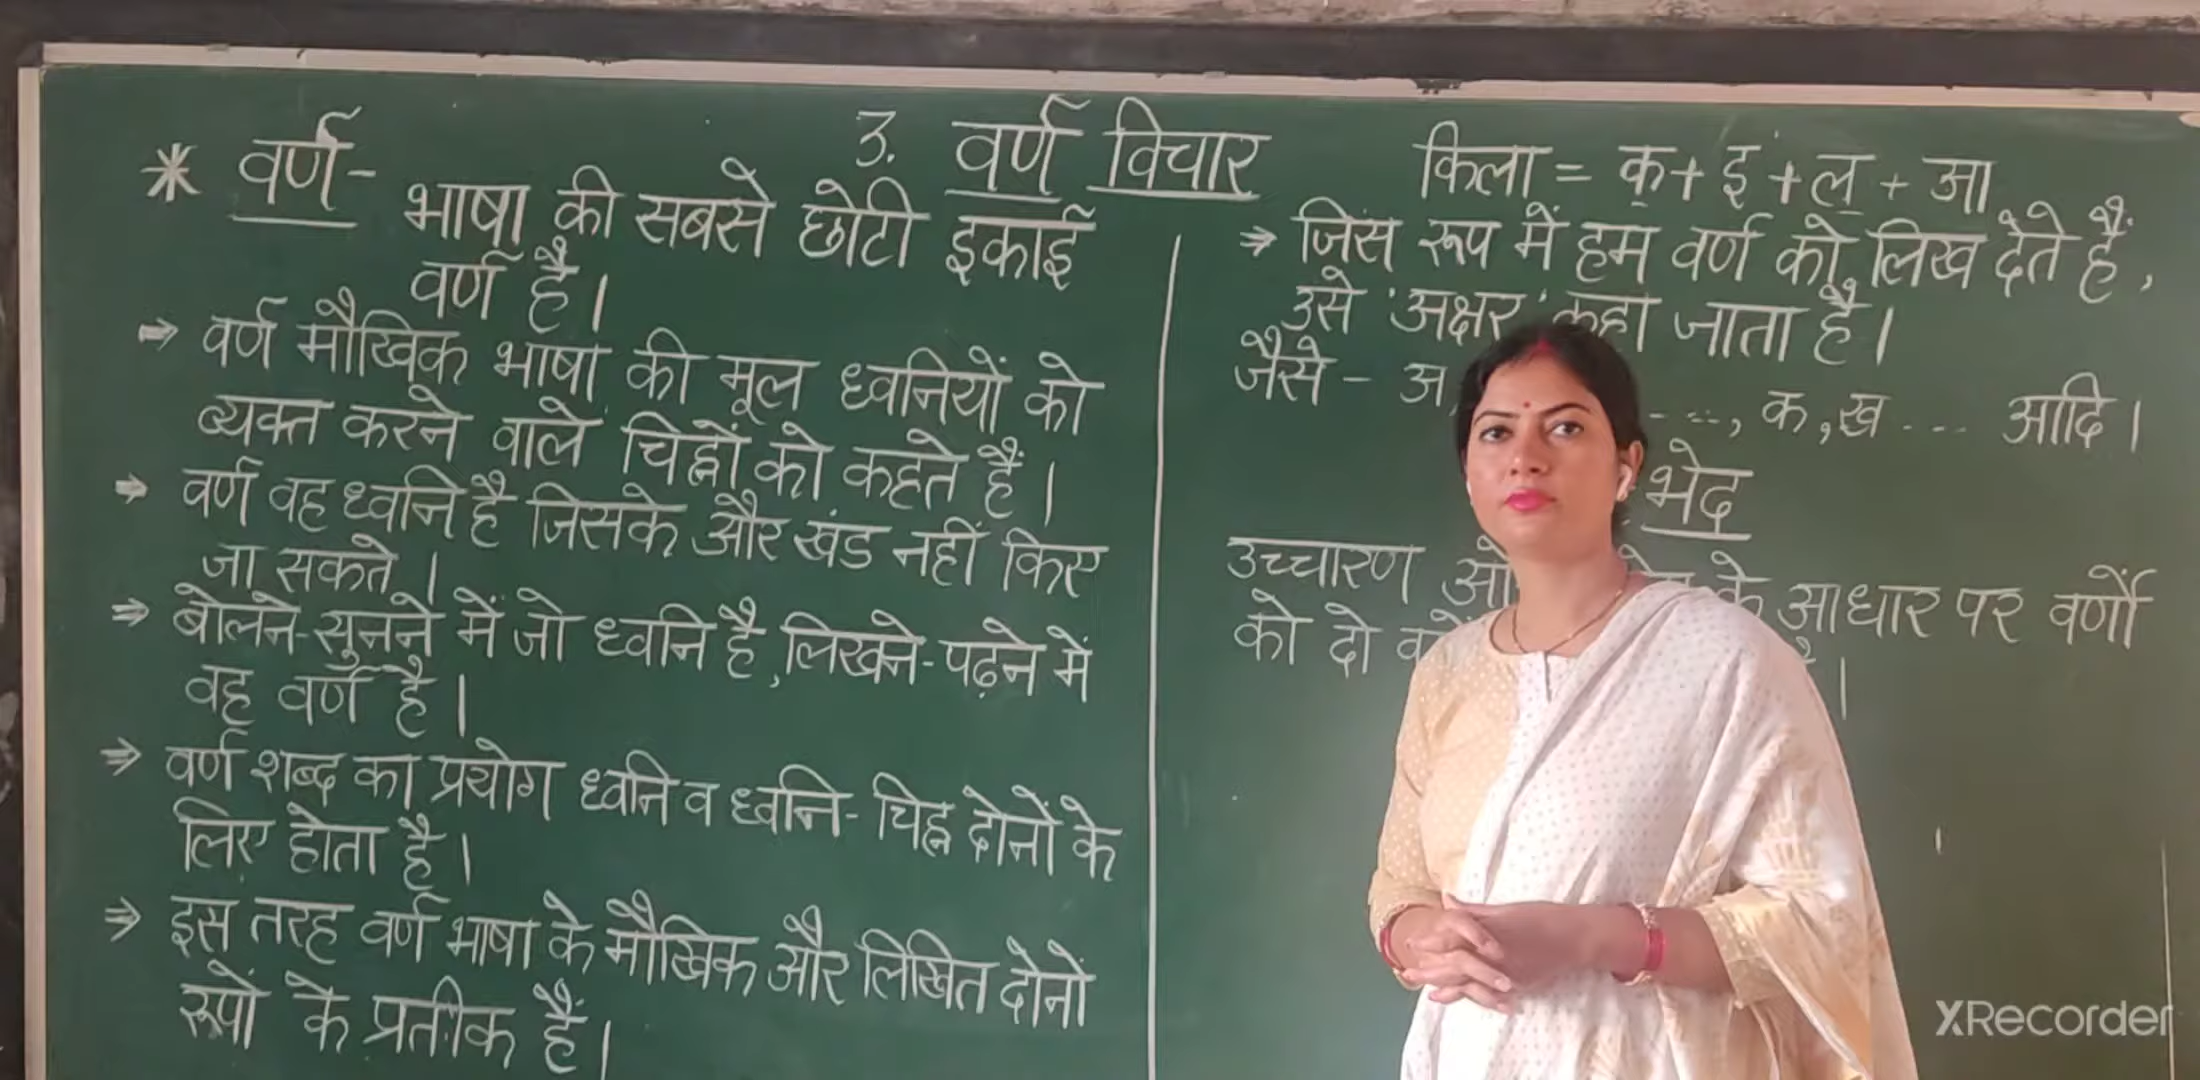 3. वर्ण विचार
* वर्ण-
भाषा की सबसे छोटी इकाई
वर्ण है।
⇒ वर्ण मौखिक भाषा की मूल ध्वनियों को
व्यक्त करने वाले चिह्नों को कहते हैं।
⇒ वर्ण वह ध्वनि है जिसके और खंड नहीं किए
जा सकते।
⇒ बोलने-सुनने में जो ध्वनि है, लिखने-पढ़ने में
वह वर्ण है।
⇒ वर्ण शब्द का प्रयोग ध्वनि व ध्वनि-चिह्न दोनों के
लिए होता है।
⇒ इस तरह वर्ण भाषा के मौखिक और लिखित दोनों
रूपों के प्रतीक हैं।
किला = क् + इ + ल् + आ
⇒ जिस रूप में हम वर्ण को लिख देते हैं,
उसे 'अक्षर' कहा जाता है।
जैसे - अ, ---, क, ख ---- आदि।
भेद
उच्चारण के आधार पर वर्णों
को दो ।
XRecorder